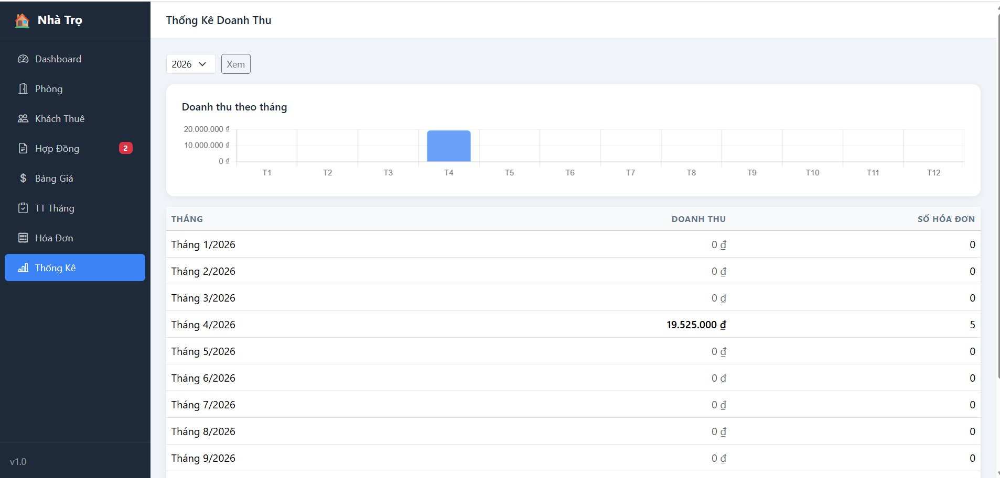 Nhà Trọ
Dashboard
Phòng
Khách Thuê
Hợp Đồng 2
Bảng Giá
TT Tháng
Hóa Đơn
Thống Kê
v1.0
Thống Kê Doanh Thu
2026 Xem
Doanh thu theo tháng
20.000.000 ₫
10.000.000 ₫
0 ₫
T1 T2 T3 T4 T5 T6 T7 T8 T9 T10 T11 T12
THÁNG DOANH THU SỐ HÓA ĐƠN
Tháng 1/2026 0 ₫ 0
Tháng 2/2026 0 ₫ 0
Tháng 3/2026 0 ₫ 0
Tháng 4/2026 19.525.000 ₫ 5
Tháng 5/2026 0 ₫ 0
Tháng 6/2026 0 ₫ 0
Tháng 7/2026 0 ₫ 0
Tháng 8/2026 0 ₫ 0
Tháng 9/2026 0 ₫ 0